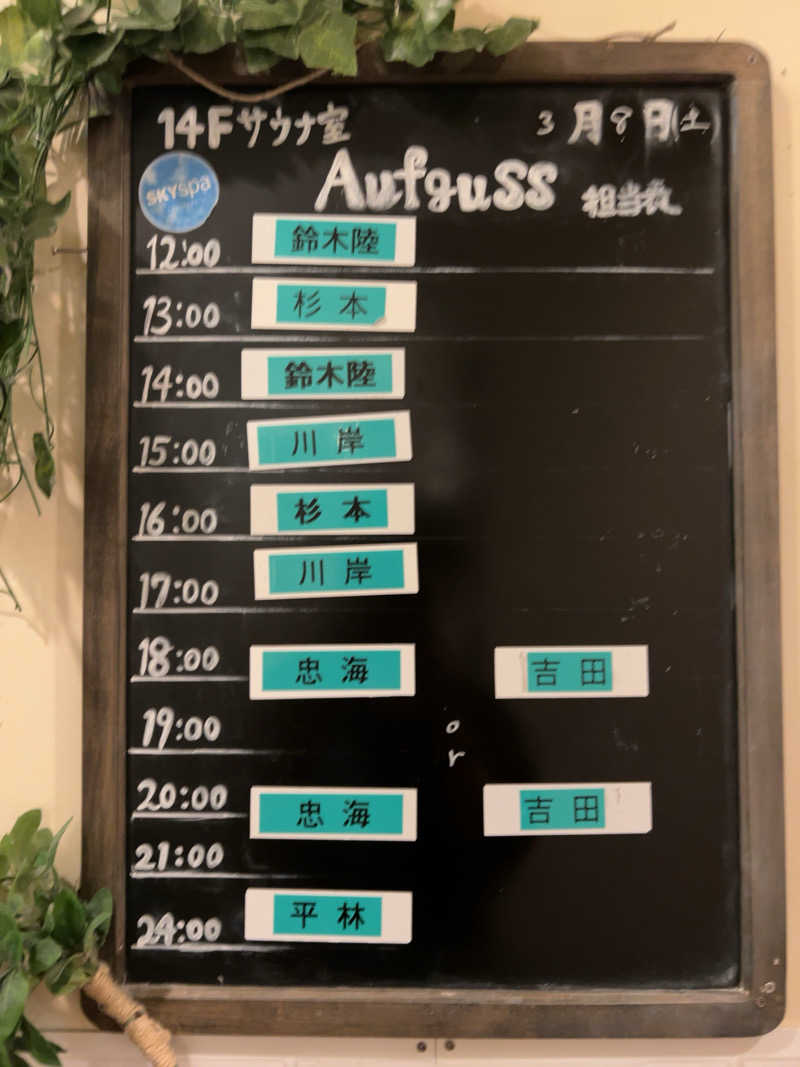 14Fサウナ室 3月8日(土)
SKYspa
Aufguss 担当表
12:00 鈴木陸
13:00 杉本
14:00 鈴木陸
15:00 川岸
16:00 杉本
17:00 川岸
18:00 忠海 吉田
19:00 or
20:00 忠海 吉田
21:00
24:00 平林